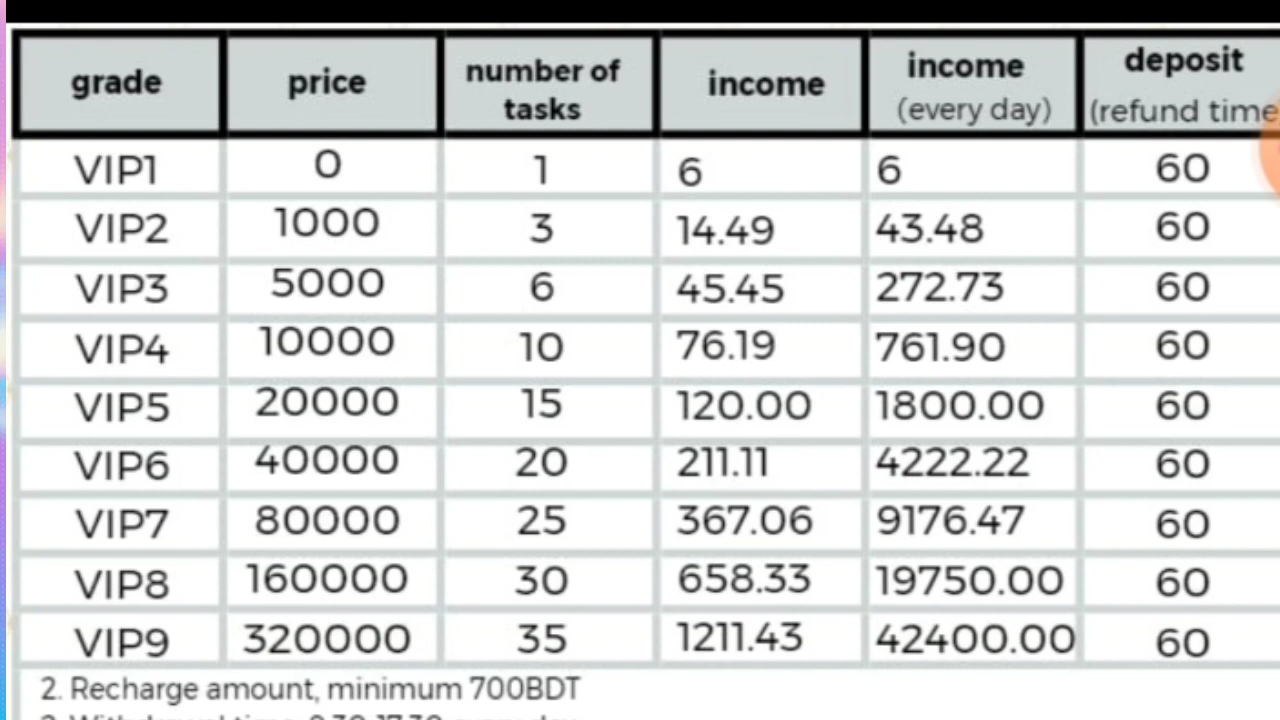 grade price number of tasks income income (every day) deposit (refund time
VIP1 0 1 6 6 60
VIP2 1000 3 14.49 43.48 60
VIP3 5000 6 45.45 272.73 60
VIP4 10000 10 76.19 761.90 60
VIP5 20000 15 120.00 1800.00 60
VIP6 40000 20 211.11 4222.22 60
VIP7 80000 25 367.06 9176.47 60
VIP8 160000 30 658.33 19750.00 60
VIP9 320000 35 1211.43 42400.00 60
2. Recharge amount, minimum 700BDT